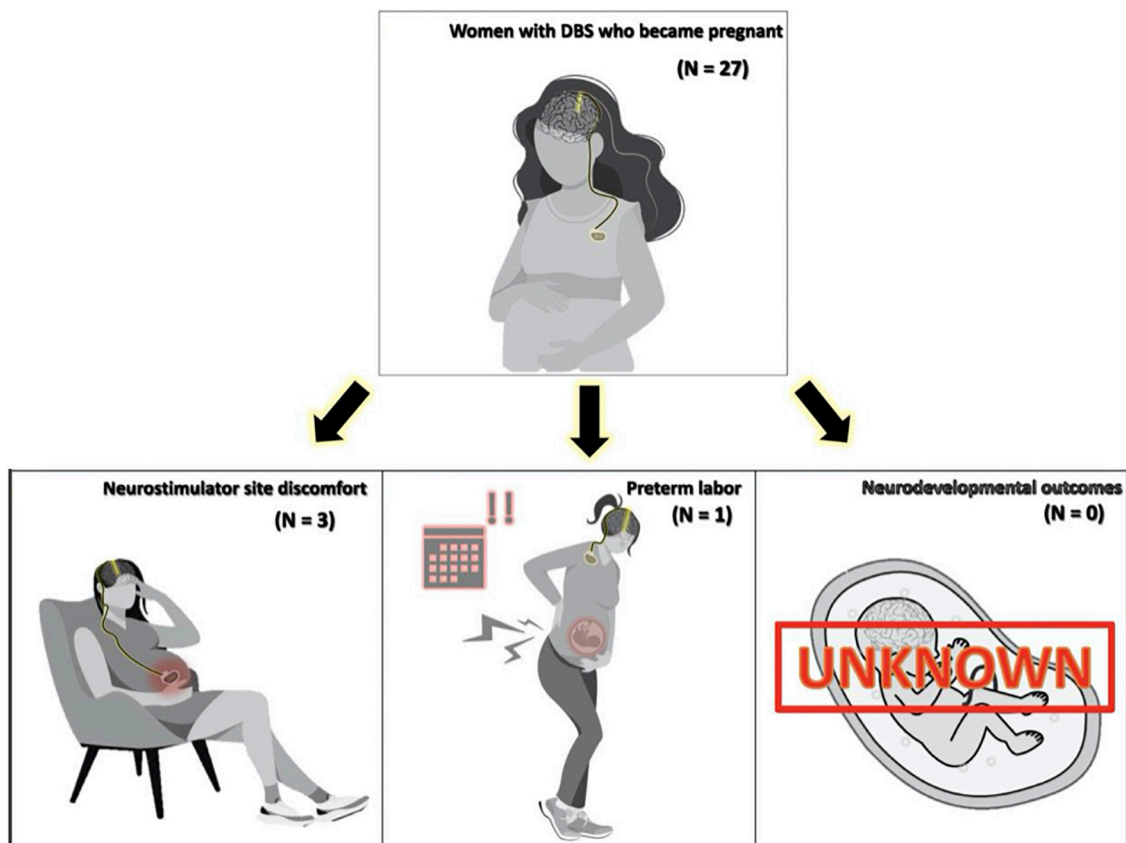 Women with DBS who became pregnant
(N = 27)
Neurostimulator site discomfort
(N = 3)
!!
Preterm labor
(N = 1)
Neurodevelopmental outcomes
(N = 0)
UNKNOWN